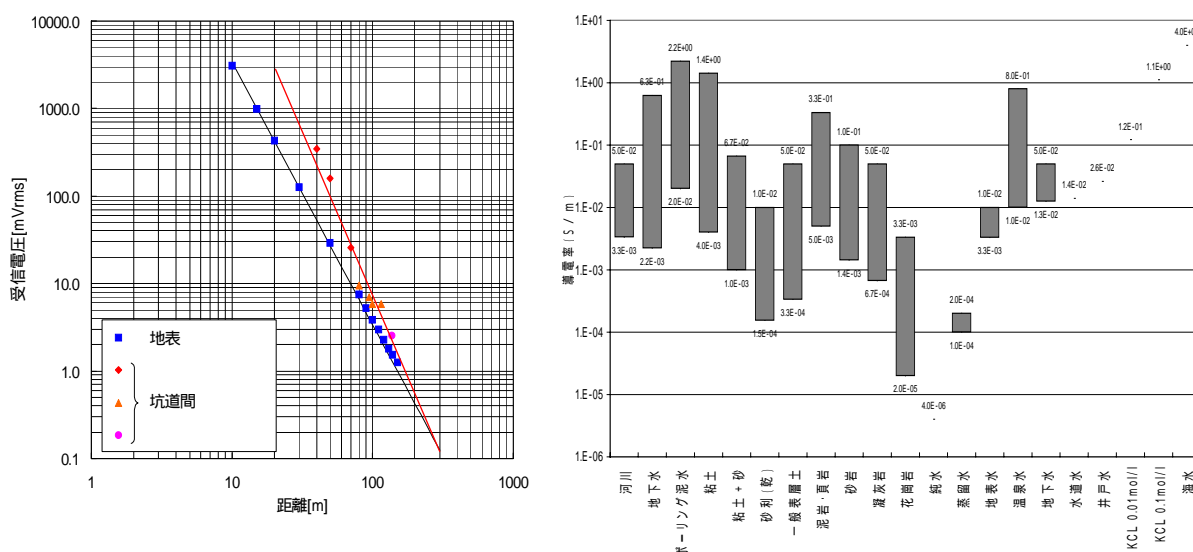 10000.0
1000.0
100.0
10.0
1.0
0.1
受信電圧[mVrms]
地表
坑道間
1
10
100
1000
距離[m]
導電率(S/m)
1.E+01
1.E+00
1.E-01
1.E-02
1.E-03
1.E-04
1.E-05
1.E-06
5.0E-02
3.3E-03
6.3E-01
2.2E-03
2.2E+00
2.0E-02
1.4E+00
4.0E-03
6.7E-02
1.0E-03
1.0E-02
1.5E-04
5.0E-02
3.3E-04
3.3E-01
5.0E-03
1.0E-01
1.4E-03
5.0E-02
6.7E-04
3.3E-03
2.0E-05
4.0E-06
2.0E-04
1.0E-04
1.0E-02
3.3E-03
8.0E-01
1.0E-02
5.0E-02
1.3E-02
1.4E-02
2.6E-02
1.2E-01
1.1E+00
4.0E+0
河川
地下水
ボーリング泥水
粘土
粘土+砂
砂利(乾)
一般表層土
泥岩・頁岩
砂岩
凝灰岩
花崗岩
純水
蒸留水
地表水
温泉水
地下水
水道水
井戸水
KCL 0.01mol/l
KCL 0.1mol/l
海水